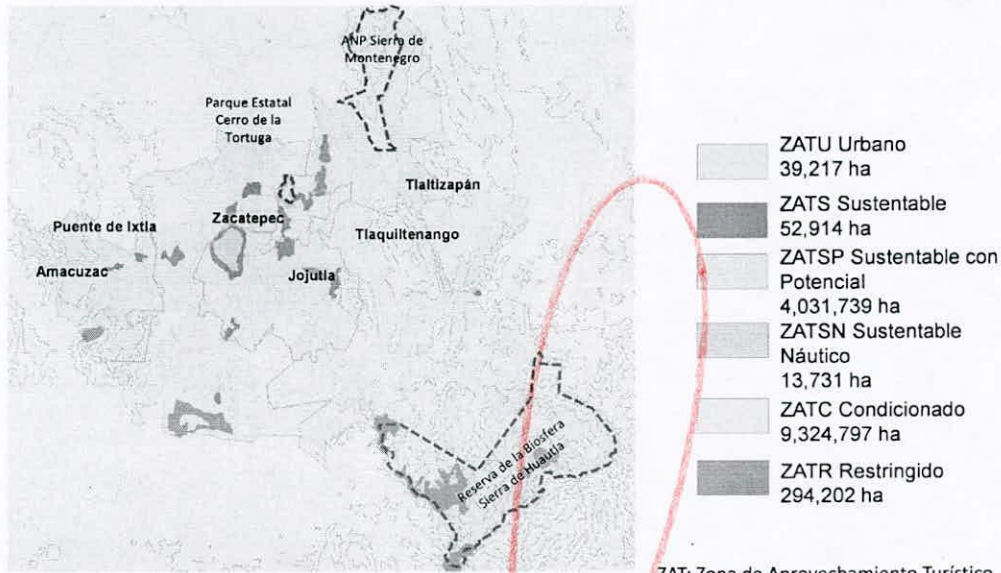 ANP Sierra de
Montenegro
Parque Estatal
Cerro de la
Tortuga
Tlaltizapán
Puente de Ixtla
Zacatepec
Tlaquiltenango
Amacuzac
Jojutla
Reserva de la Biosfera
Sierra de Huautla
ZATU Urbano
39,217 ha
ZATS Sustentable
52,914 ha
ZATSP Sustentable con
Potencial
4,031,739 ha
ZATSN Sustentable
Náutico
13,731 ha
ZATC Condicionado
9,324,797 ha
ZATR Restringido
294,202 ha
ZAT: Zona de Aprovechamiento Turístico